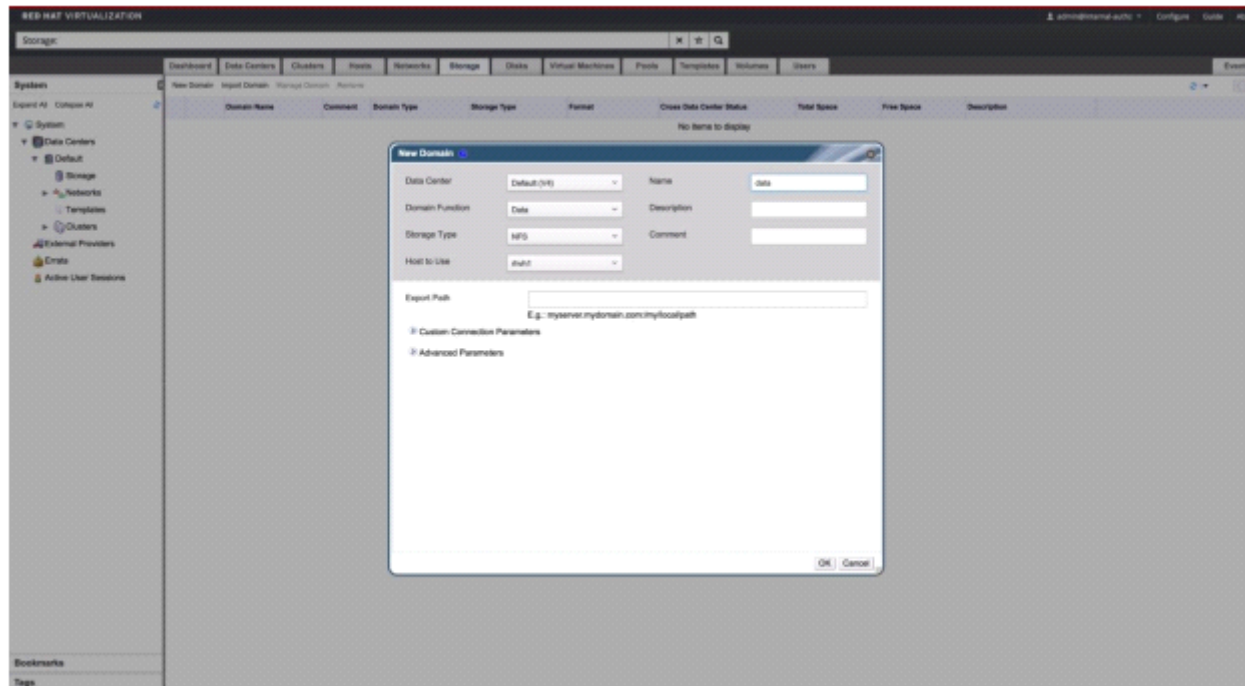 RED HAT VIRTUALIZATION
admin@internal-authz Configure Guide
Storage:
Dashboard Data Centers Clusters Hosts Networks Storage Disks Virtual Machines Pools Templates Volumes Users
System
New Domain Import Domain Manage Domain Remove
Expand All Collapse All
Domain Name Comment Domain Type Storage Type Format Cross Data Center Status Total Space Free Space Description
No items to display
System
Data Centers
Default
Storage
Networks
Templates
Clusters
External Providers
Errata
Active User Sessions
New Domain
Data Center Default (V4) Name data
Domain Function Data Description
Storage Type NFS Comment
Host to Use
Export Path
E.g.: myserver.mydomain.com:/my/local/path
Custom Connection Parameters
Advanced Parameters
OK Cancel
Bookmarks
Tags